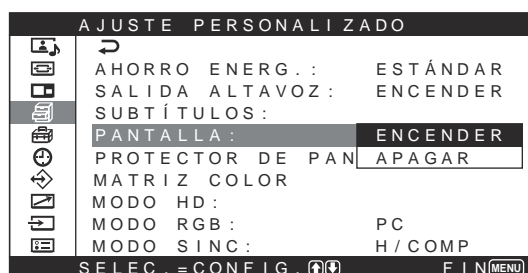 AJUSTE PERSONALIZADO
AHORRO ENERG.: ESTÁNDAR
SALIDA ALTAVOZ: ENCENDER
SUBTÍTULOS:
PANTALLA: ENCENDER
PROTECTOR DE PAN APAGAR
MATRIZ COLOR
MODO HD:
MODO RGB: PC
MODO SINC: H/COMP
SELEC.=CONFIG. FIN MENU